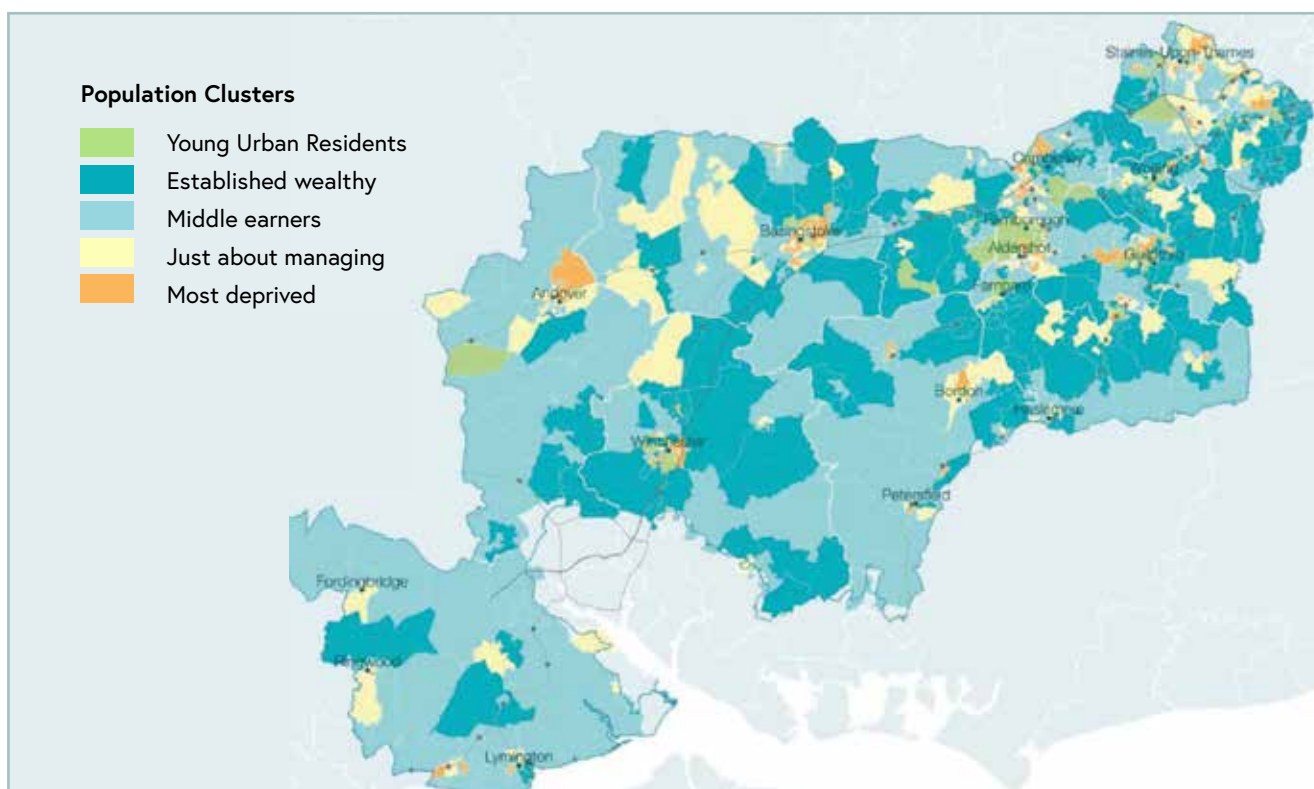 Population Clusters
Young Urban Residents
Established wealthy
Middle earners
Just about managing
Most deprived
Staines-Upon-Thames
Camberley
Woking
Farnborough
Basingstoke
Aldershot
Guildford
Farnham
Andover
Bordon
Haslemere
Winchester
Petersfield
Fordingbridge
Ringwood
Lymington